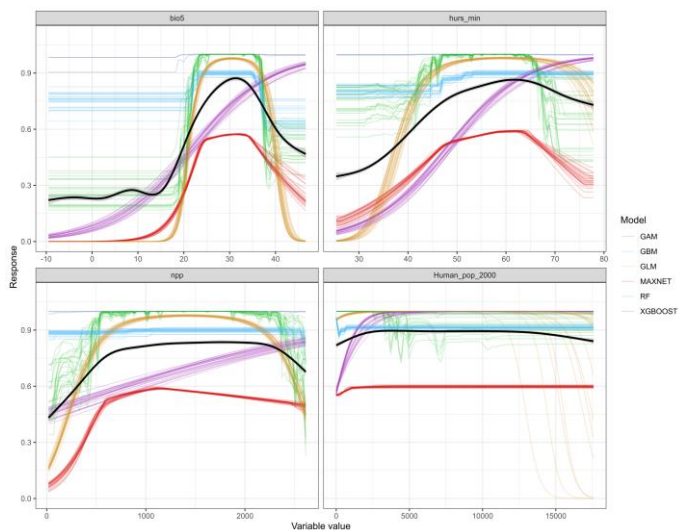 bio5
hurs_min
0.9
0.6
0.3
0.0
-10
0
10
20
30
40
30
40
50
60
70
80
npp
Human_pop_2000
0.9
0.6
0.3
0.0
0
1000
2000
0
5000
10000
15000
Response
Variable value
Model
GAM
GBM
GLM
MAXNET
RF
XGBOOST